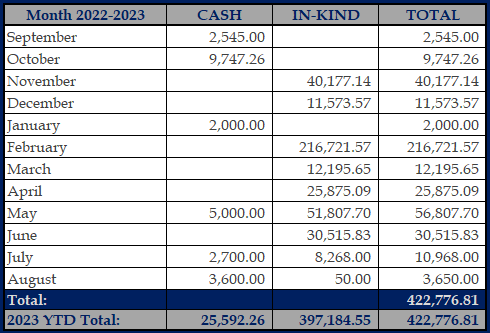 Month 2022-2023 CASH IN-KIND TOTAL
September 2,545.00 2,545.00
October 9,747.26 9,747.26
November 40,177.14 40,177.14
December 11,573.57 11,573.57
January 2,000.00 2,000.00
February 216,721.57 216,721.57
March 12,195.65 12,195.65
April 25,875.09 25,875.09
May 5,000.00 51,807.70 56,807.70
June 30,515.83 30,515.83
July 2,700.00 8,268.00 10,968.00
August 3,600.00 50.00 3,650.00
Total: 422,776.81
2023 YTD Total: 25,592.26 397,184.55 422,776.81